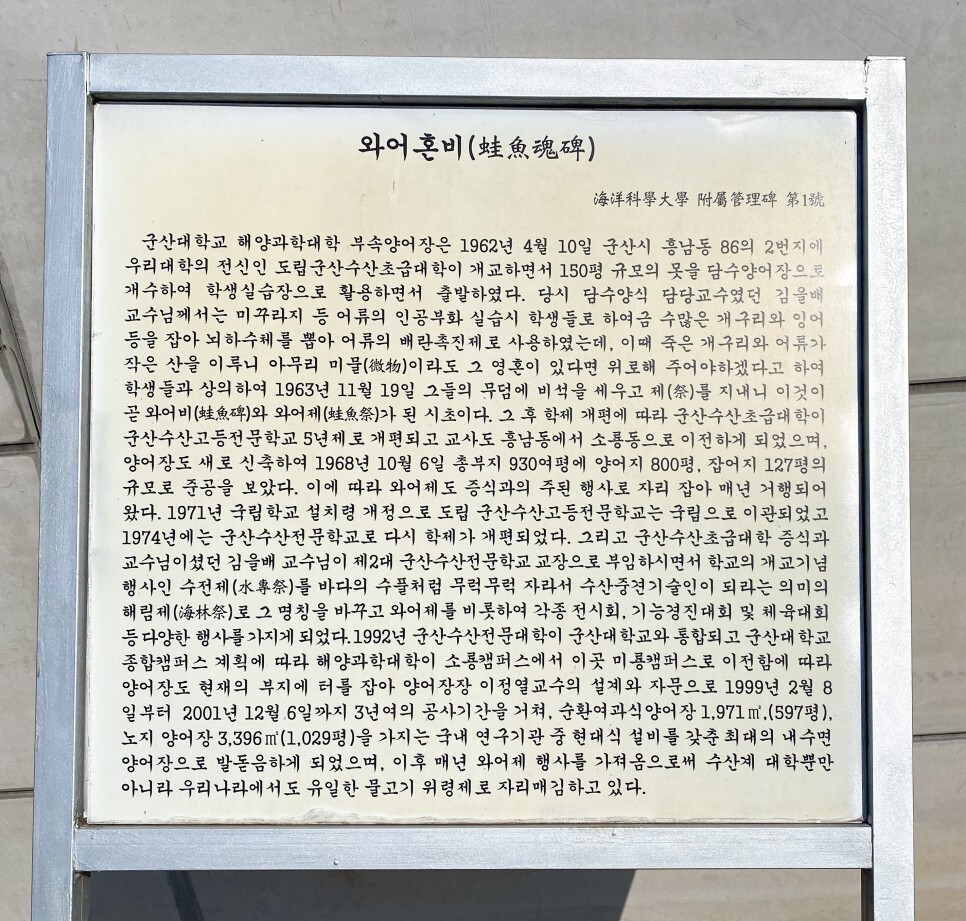 와어혼비(蛙魚魂碑)
海洋科學大學 附屬管理碑 第1號
군산대학교 해양과학대학 부속양어장은 1962년 4월 10일 군산시 흥남동 86의 2번지에
우리대학의 전신인 도립군산수산초급대학이 개교하면서 150평 규모의 못을 담수양어장으로
개수하여 학생실습장으로 활용하면서 출발하였다. 당시 담수양식 담당교수였던 김을배
교수님께서는 미꾸라지 등 어류의 인공부화 실습시 학생들로 하여금 수많은 개구리와 잉어
등을 잡아 뇌하수체를 뽑아 어류의 배란촉진제로 사용하였는데, 이때 죽은 개구리와 어류가
작은 산을 이루니 아무리 미물(微物)이라도 그 영혼이 있다면 위로해 주어야하겠다고 하여
학생들과 상의하여 1963년 11월 19일 그들의 무덤에 비석을 세우고 제(祭)를 지내니 이것이
곧 와어비(蛙魚碑)와 와어제(蛙魚祭)가 된 시초이다. 그 후 학제 개편에 따라 군산수산초급대학이
군산수산고등전문학교 5년제로 개편되고 교사도 흥남동에서 소룡동으로 이전하게 되었으며,
양어장도 새로 신축하여 1968년 10월 6일 총부지 930여평에 양어지 800평, 잡어지 127평의
규모로 준공을 보았다. 이에 따라 와어제도 증식과의 주된 행사로 자리 잡아 매년 거행되어
왔다. 1971년 국립학교 설치령 개정으로 도립 군산수산고등전문학교는 국립으로 이관되었고
1974년에는 군산수산전문학교로 다시 학제가 개편되었다. 그리고 군산수산초급대학 증식과
교수님이셨던 김을배 교수님이 제2대 군산수산전문학교 교장으로 부임하시면서 학교의 개교기념
행사인 수전제(水專祭)를 바다의 수풀처럼 무럭무럭 자라서 수산중견기술인이 되라는 의미의
해림제(海林祭)로 그 명칭을 바꾸고 와어제를 비롯하여 각종 전시회, 기능경진대회 및 체육대회
등 다양한 행사를 가지게 되었다. 1992년 군산수산전문대학이 군산대학교와 통합되고 군산대학교
종합캠퍼스 계획에 따라 해양과학대학이 소룡캠퍼스에서 이곳 미룡캠퍼스로 이전함에 따라
양어장도 현재의 부지에 터를 잡아 양어장장 이정열교수의 설계와 자문으로 1999년 2월 8
일부터 2001년 12월 6일까지 3년여의 공사기간을 거쳐, 순환여과식양어장 1,971㎡,(597평),
노지 양어장 3,396㎡(1,029평)을 가지는 국내 연구기관 중 현대식 설비를 갖춘 최대의 내수면
양어장으로 발돋음하게 되었으며, 이후 매년 와어제 행사를 가져옴으로써 수산계 대학뿐만
아니라 우리나라에서도 유일한 물고기 위령제로 자리매김하고 있다.